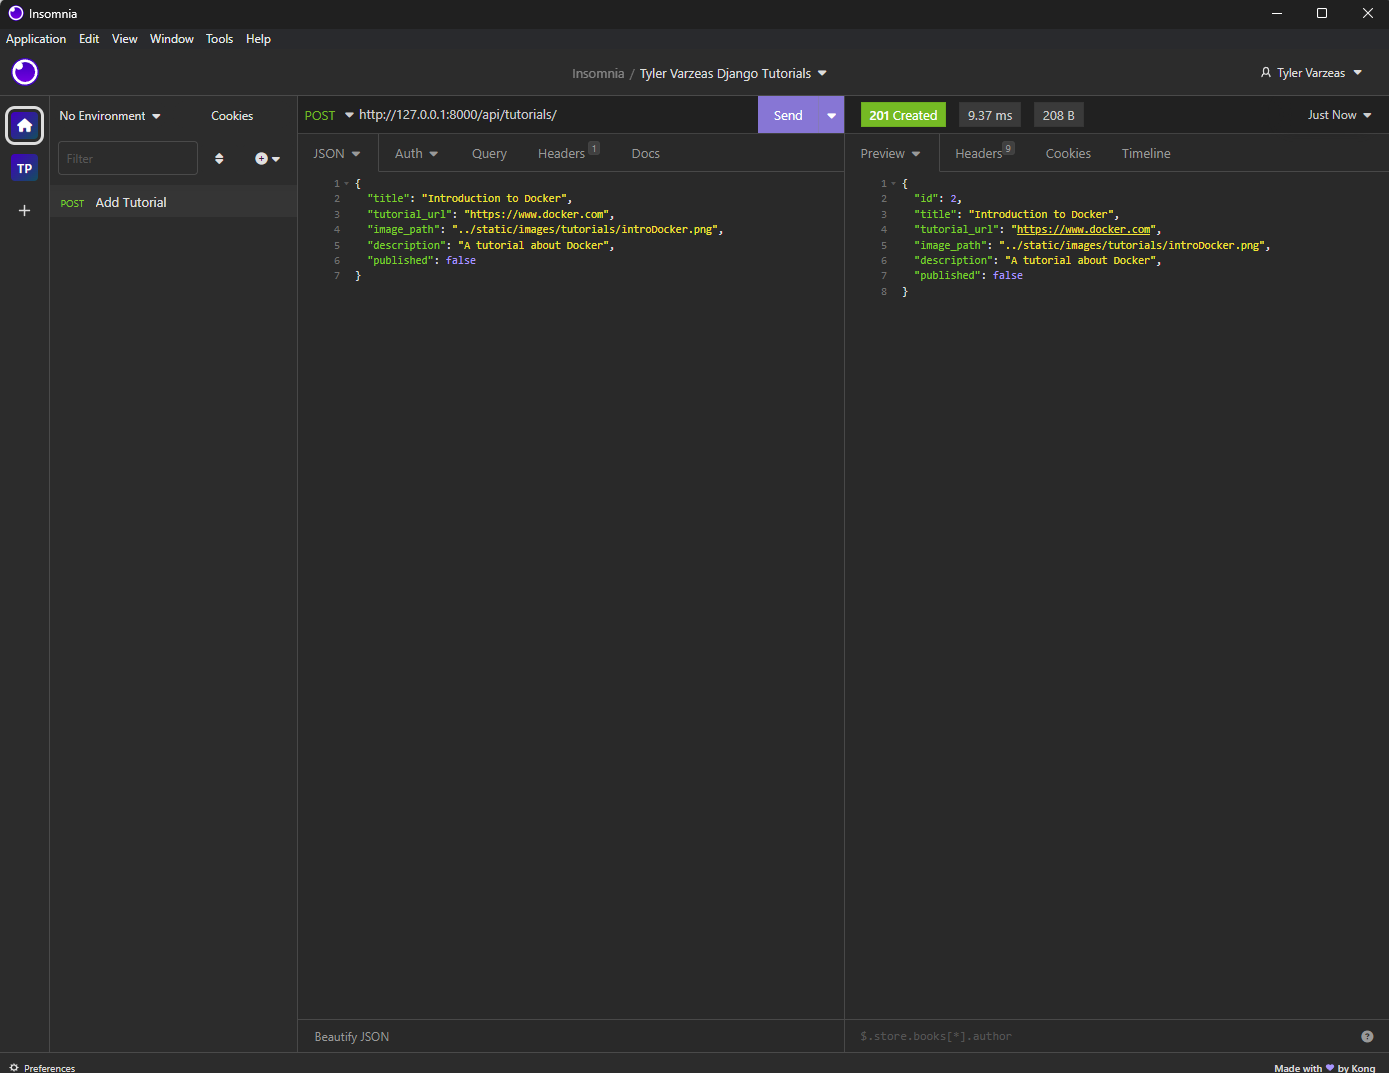 Insomnia
Application Edit View Window Tools Help
Insomnia / Tyler Varzeas Django Tutorials
Tyler Varzeas
TP
No Environment
Cookies
Filter
POST Add Tutorial
POST http://127.0.0.1:8000/api/tutorials/
Send
JSON Auth Query Headers 1 Docs
1 {
2 "title": "Introduction to Docker",
3 "tutorial_url": "https://www.docker.com",
4 "image_path": "../static/images/tutorials/introDocker.png",
5 "description": "A tutorial about Docker",
6 "published": false
7 }
Beautify JSON
201 Created 9.37 ms 208 B Just Now
Preview Headers 9 Cookies Timeline
1 {
2 "id": 2,
3 "title": "Introduction to Docker",
4 "tutorial_url": "https://www.docker.com",
5 "image_path": "../static/images/tutorials/introDocker.png",
6 "description": "A tutorial about Docker",
7 "published": false
8 }
$.store.books[*].author
?
Preferences
Made with ♥ by Kong